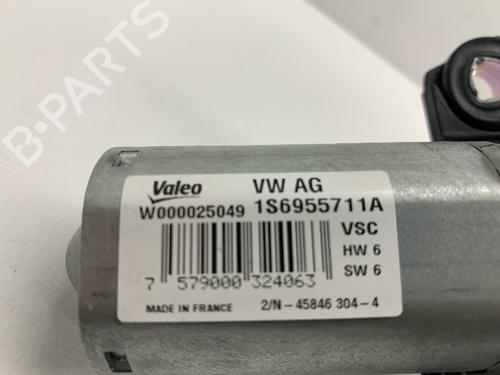 B-PARTS
Valeo VW AG
W000025049 1S6955711A
VSC
HW 6
SW 6
7 579000 324063
MADE IN FRANCE 2/N-45846 304-4